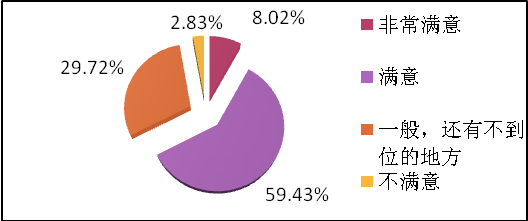 2.83%
8.02%
29.72%
59.43%
非常满意
满意
一般，还有不到
位的地方
不满意